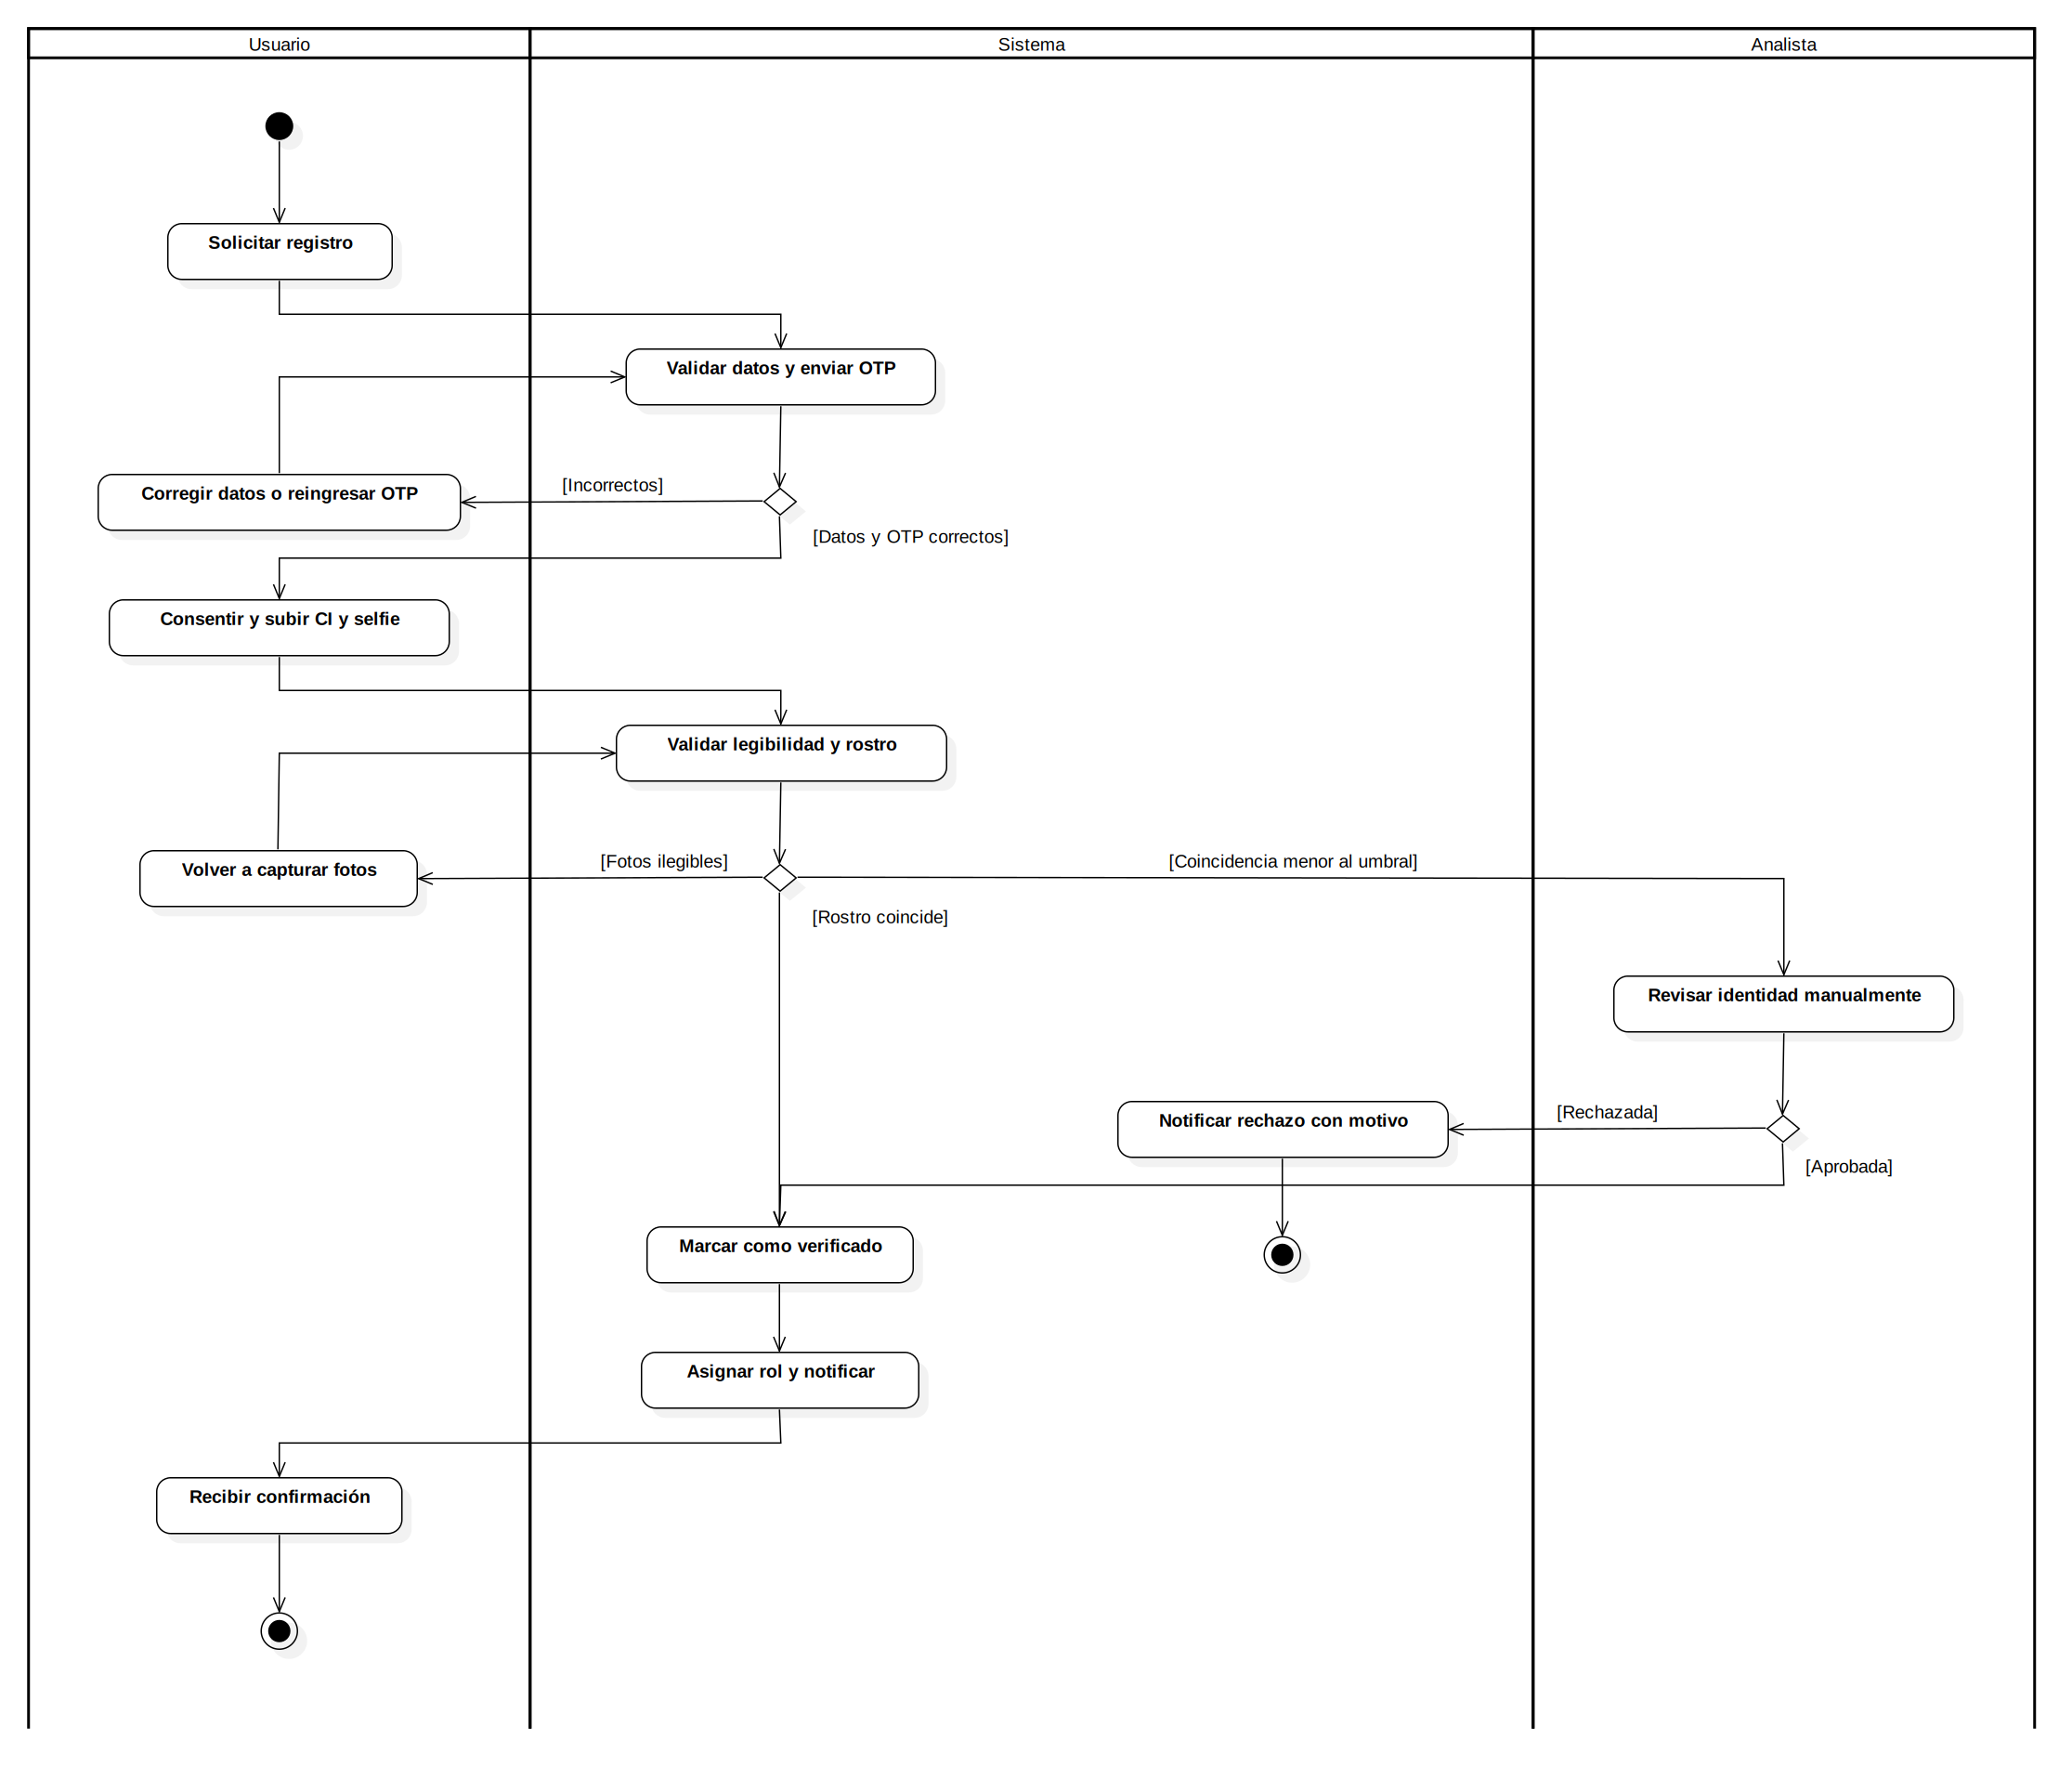 Usuario
Sistema
Analista
Solicitar registro
Validar datos y enviar OTP
Corregir datos o reingresar OTP
[Incorrectos]
[Datos y OTP correctos]
Consentir y subir CI y selfie
Validar legibilidad y rostro
Volver a capturar fotos
[Fotos ilegibles]
[Coincidencia menor al umbral]
[Rostro coincide]
Revisar identidad manualmente
Notificar rechazo con motivo
[Rechazada]
[Aprobada]
Marcar como verificado
Asignar rol y notificar
Recibir confirmación